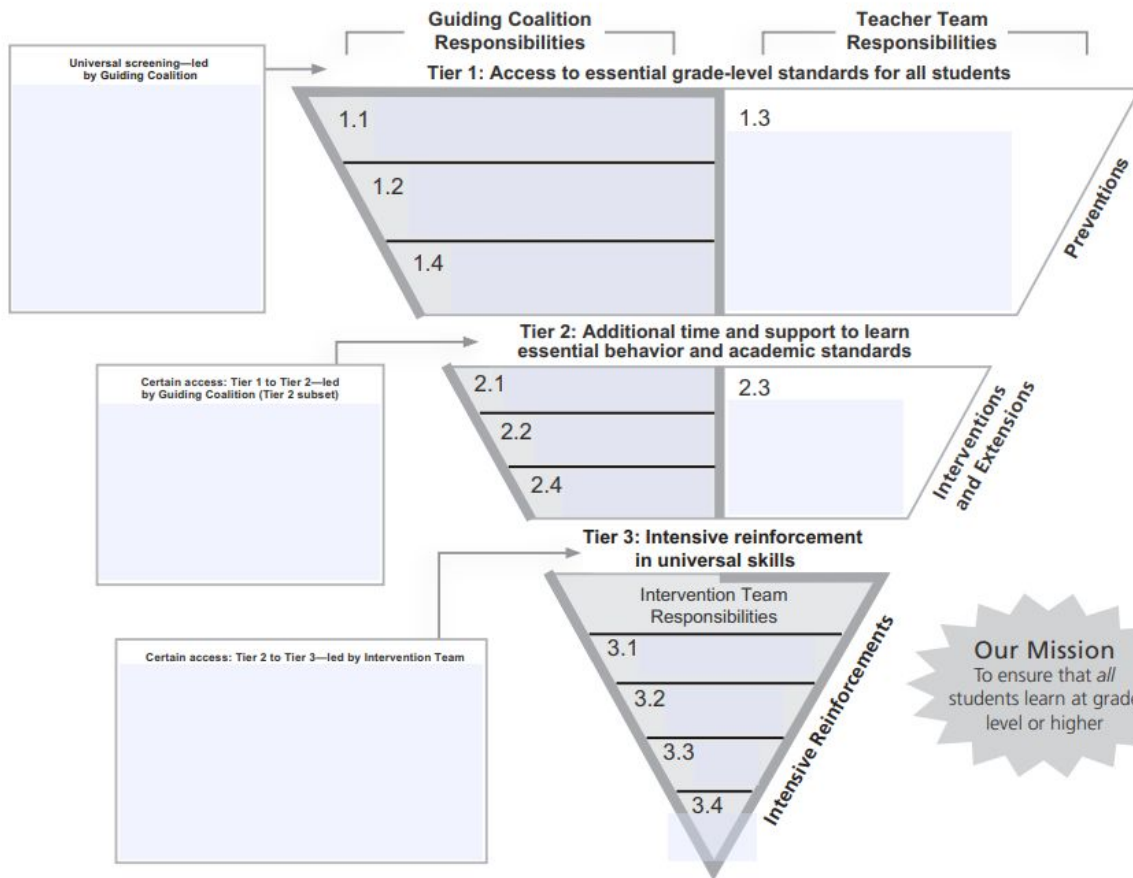 Guiding Coalition
Responsibilities
Teacher Team
Responsibilities
Universal screening—led
by Guiding Coalition
Tier 1: Access to essential grade-level standards for all students
1.1
1.2
1.4
1.3
Preventions
Certain access: Tier 1 to Tier 2—led
by Guiding Coalition (Tier 2 subset)
Tier 2: Additional time and support to learn
essential behavior and academic standards
2.1
2.2
2.4
2.3
Interventions
and Extensions
Certain access: Tier 2 to Tier 3—led by Intervention Team
Tier 3: Intensive reinforcement
in universal skills
Intervention Team
Responsibilities
3.1
3.2
3.3
3.4
Intensive Reinforcements
Our Mission
To ensure that all
students learn at grade
level or higher